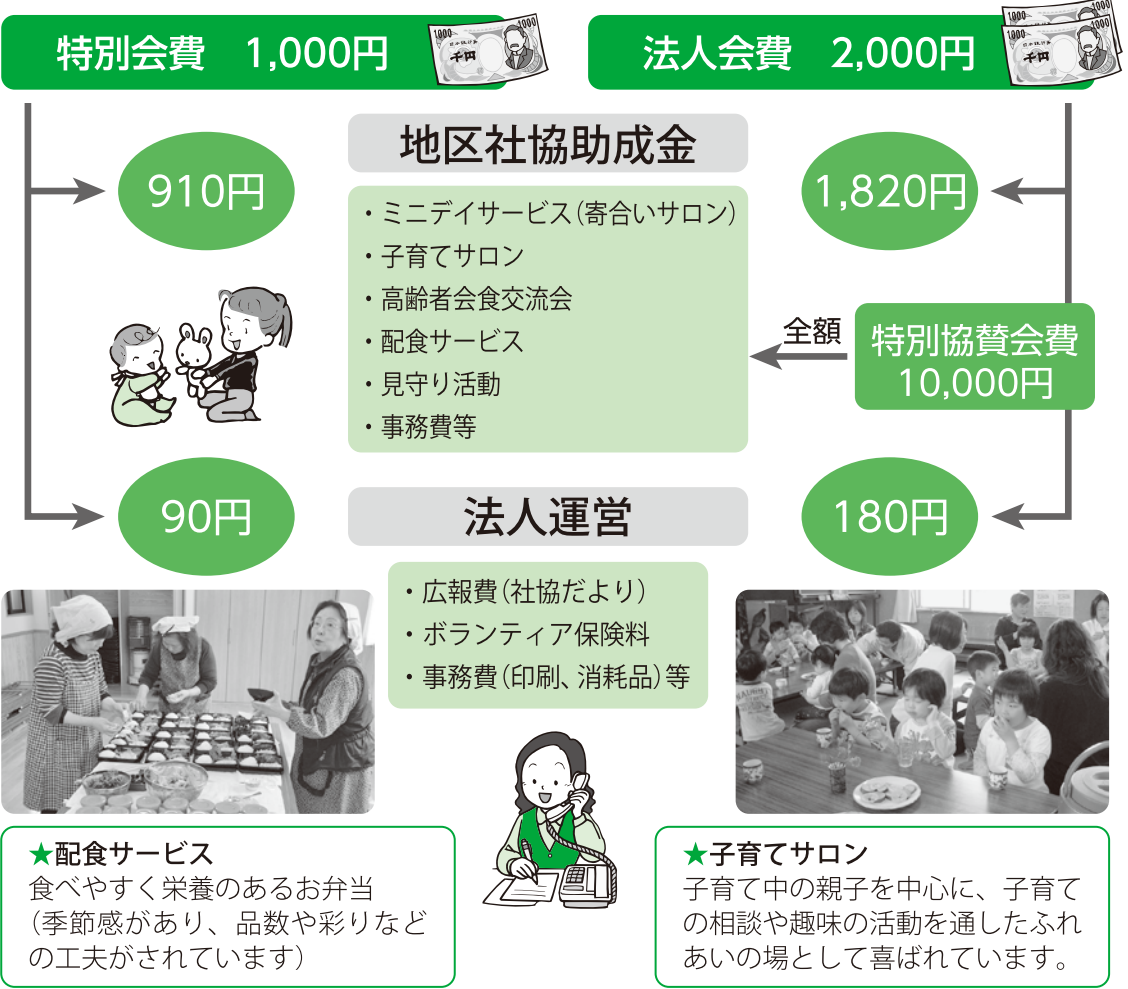 特別会費 1,000円
1000
1000
千円
法人会費 2,000円
1000
1000
1000
1000
千円
地区社協助成金
910円
1,820円
・ミニデイサービス(寄合いサロン)
・子育てサロン
・高齢者会食交流会
・配食サービス
・見守り活動
・事務費等
全額
特別協賛会費
10,000円
法人運営
90円
180円
・広報費(社協だより)
・ボランティア保険料
・事務費(印刷、消耗品)等
★配食サービス
食べやすく栄養のあるお弁当
(季節感があり、品数や彩りなど
の工夫がされています)
★子育てサロン
子育て中の親子を中心に、子育て
の相談や趣味の活動を通したふれ
あいの場として喜ばれています。